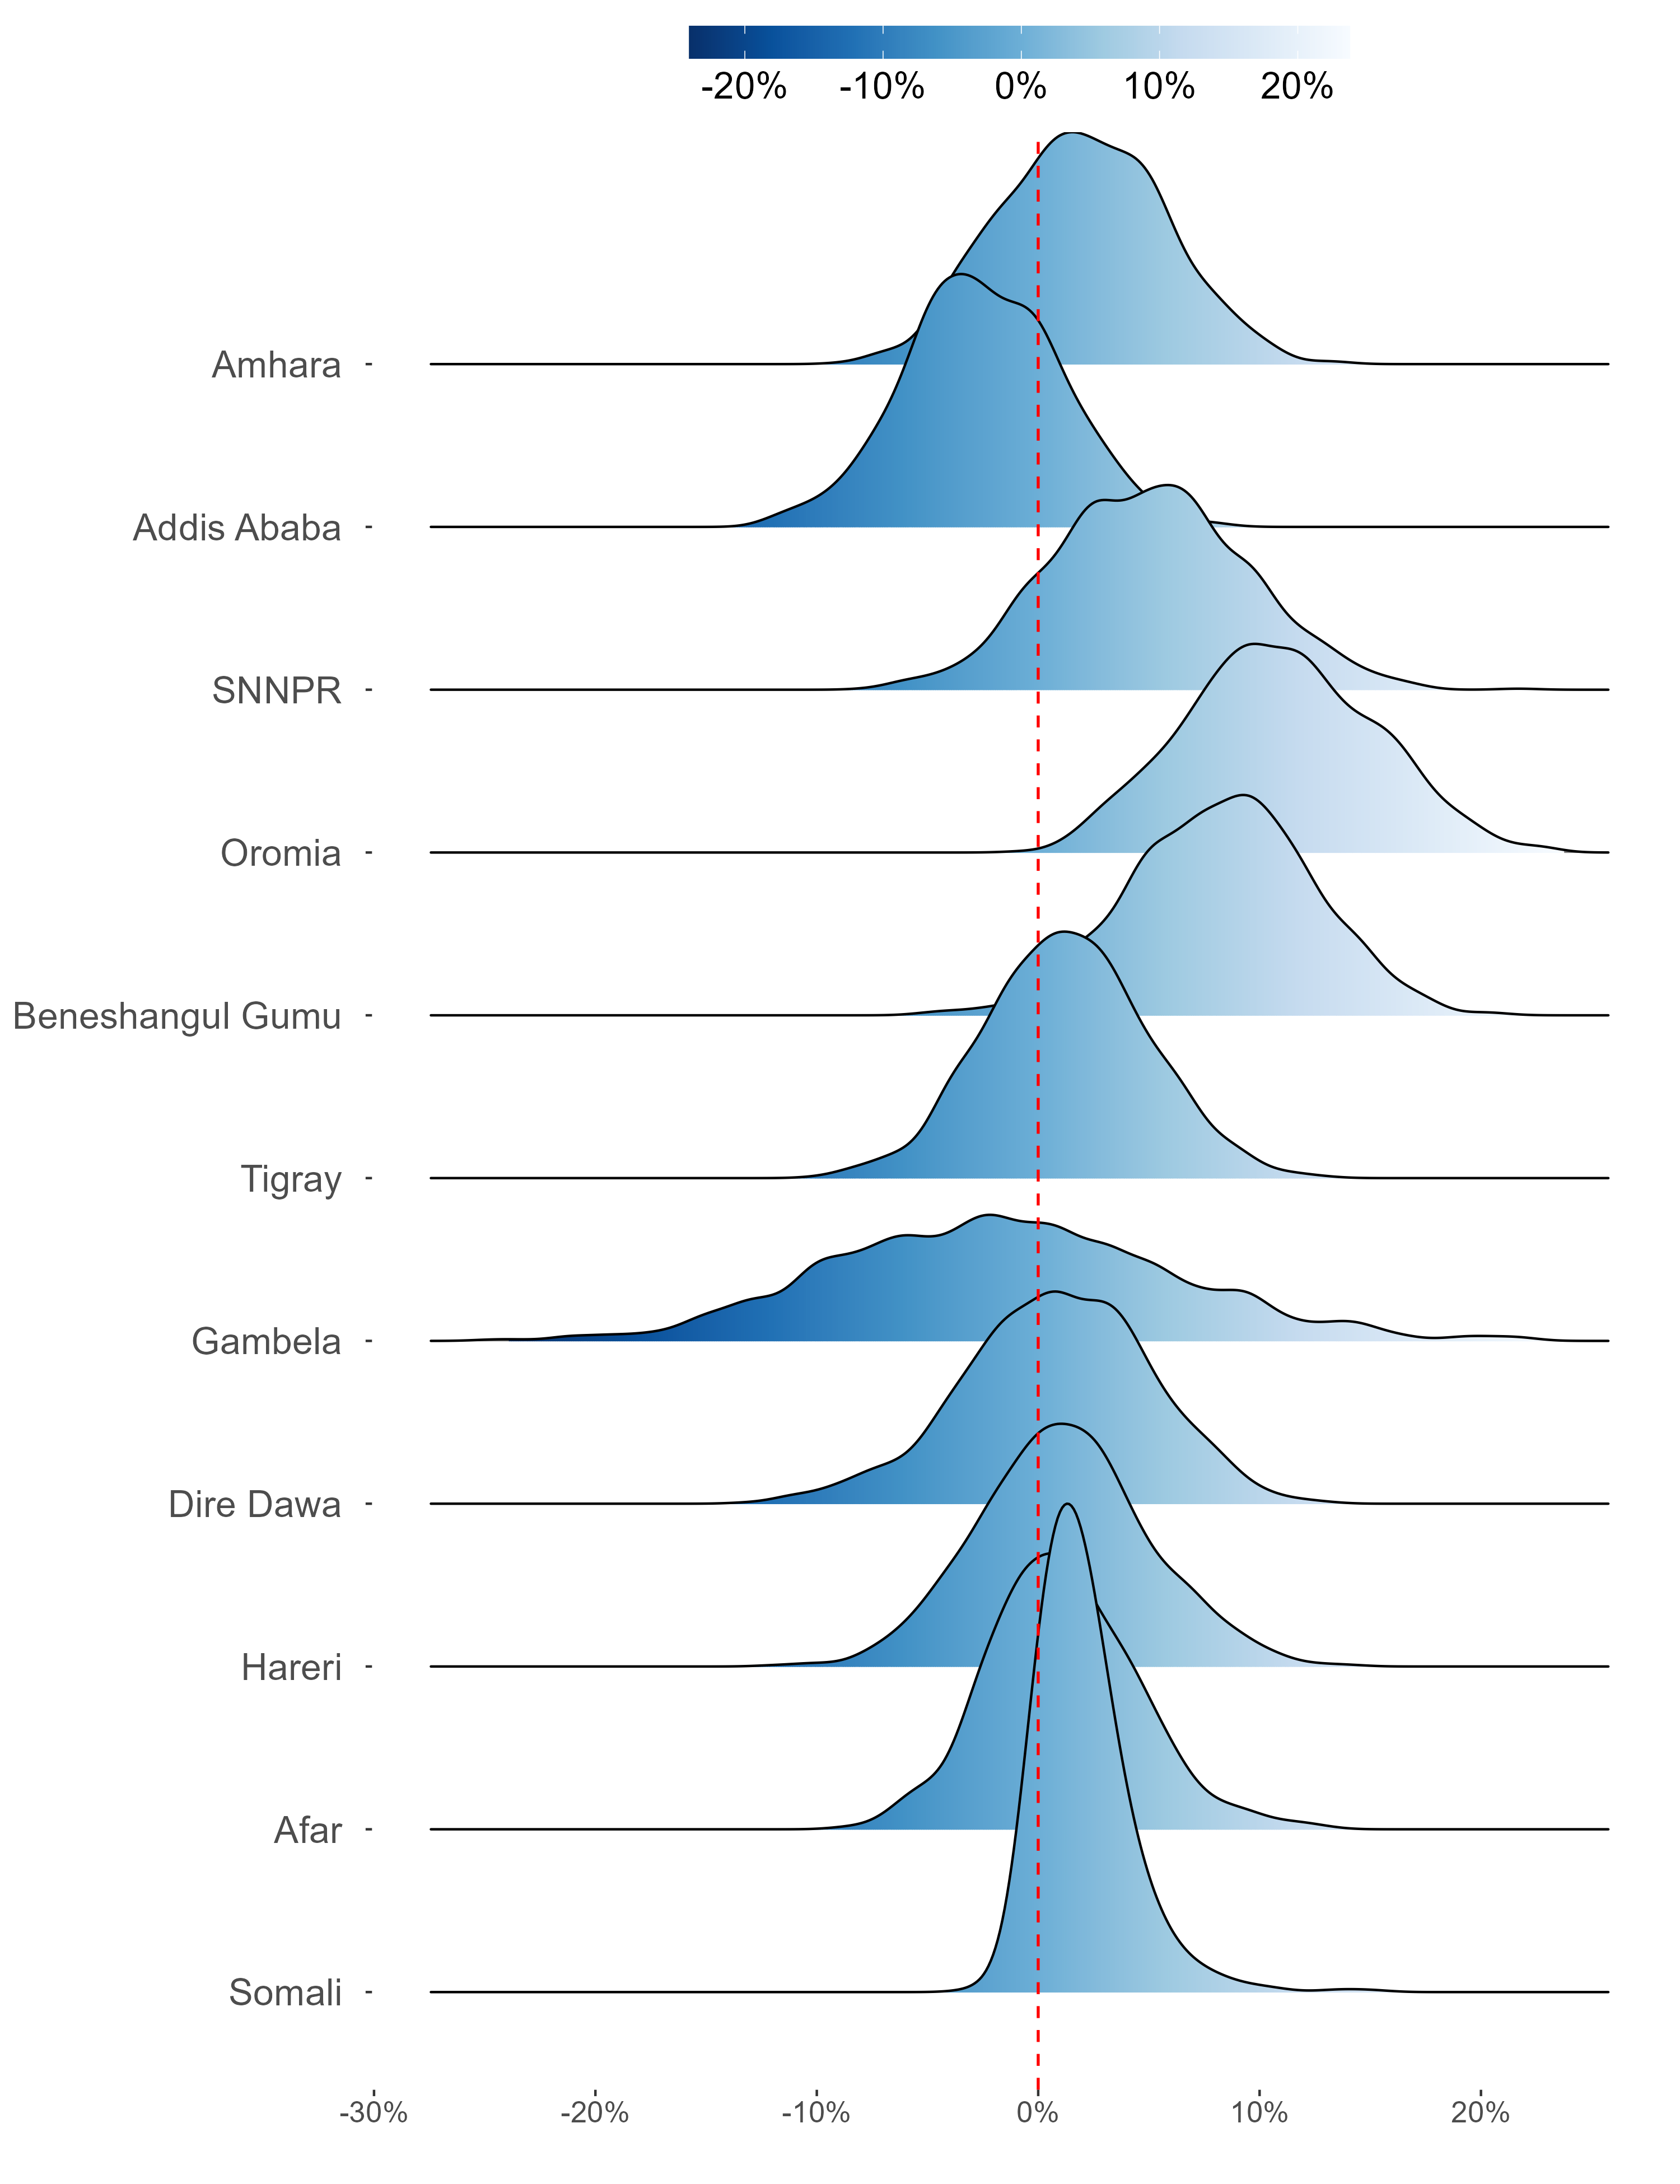 -20% -10% 0% 10% 20%
Amhara
Addis Ababa
SNNPR
Oromia
Beneshangul Gumu
Tigray
Gambela
Dire Dawa
Hareri
Afar
Somali
-30% -20% -10% 0% 10% 20%